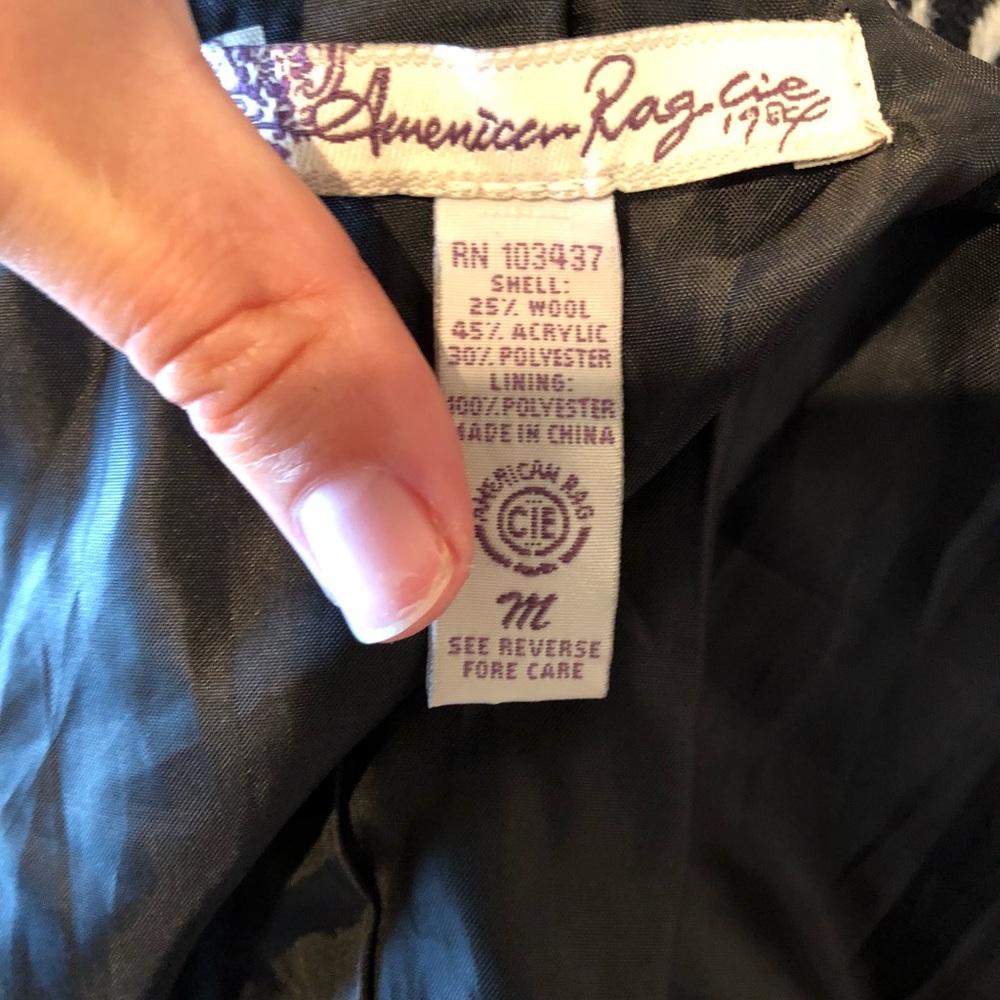 American Rag Cie
1984
RN 103437
SHELL:
25% WOOL
45% ACRYLIC
30% POLYESTER
LINING:
100% POLYESTER
MADE IN CHINA
AMERICAN RAG
CIE
M
SEE REVERSE
FORE CARE